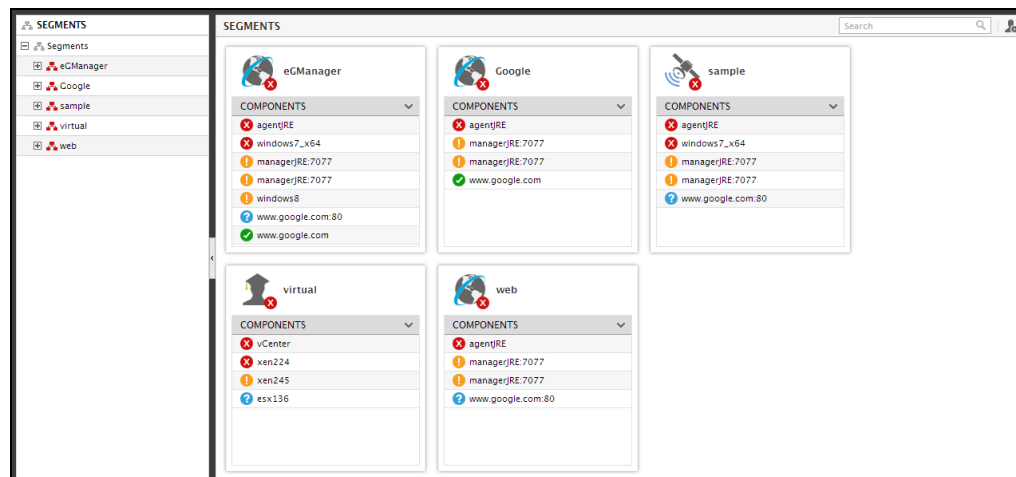 SEGMENTS
Segments
eGManager
Google
sample
virtual
web
SEGMENTS
Search
eGManager
COMPONENTS
agentJRE
windows7_x64
managerJRE:7077
managerJRE:7077
windows8
www.google.com:80
www.google.com
Google
COMPONENTS
agentJRE
managerJRE:7077
managerJRE:7077
www.google.com
sample
COMPONENTS
agentJRE
windows7_x64
managerJRE:7077
managerJRE:7077
www.google.com:80
virtual
COMPONENTS
vCenter
xen224
xen245
esx136
web
COMPONENTS
agentJRE
managerJRE:7077
managerJRE:7077
www.google.com:80